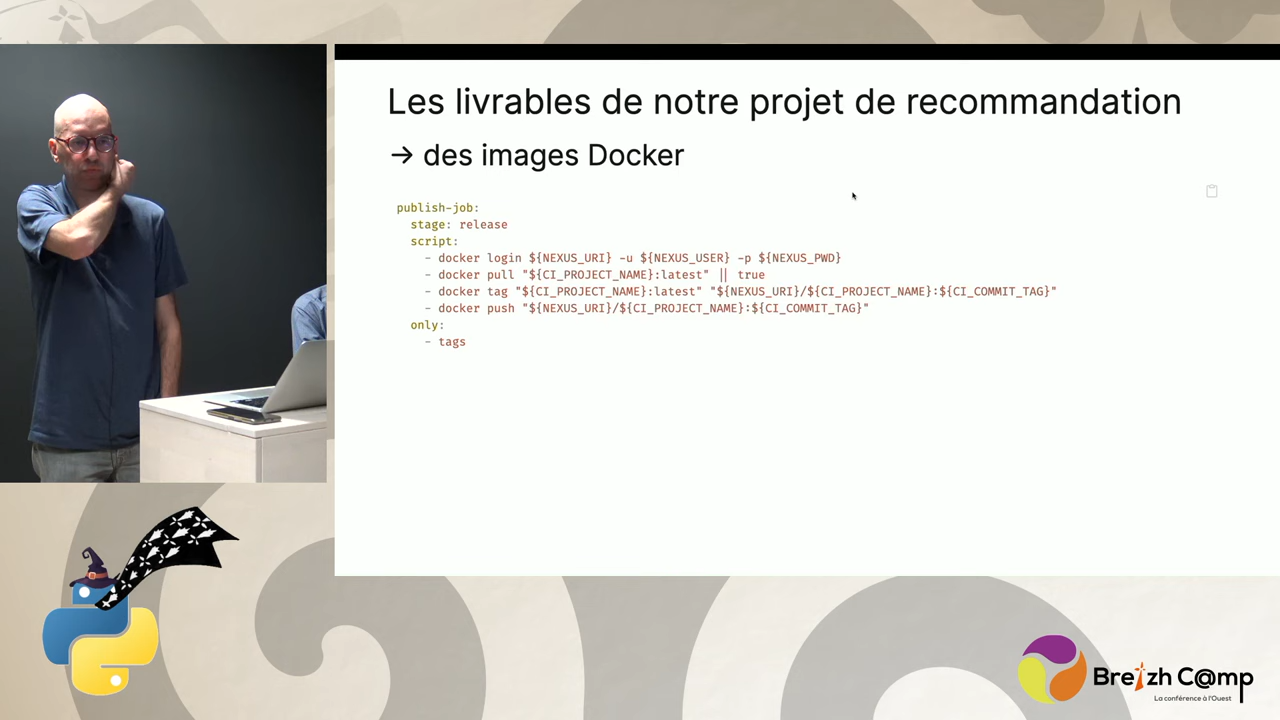 Les livrables de notre projet de recommandation
→ des images Docker
publish-job:
  stage: release
  script:
    - docker login ${NEXUS_URI} -u ${NEXUS_USER} -p ${NEXUS_PWD}
    - docker pull "${CI_PROJECT_NAME}:latest" || true
    - docker tag "${CI_PROJECT_NAME}:latest" "${NEXUS_URI}/${CI_PROJECT_NAME}:${CI_COMMIT_TAG}"
    - docker push "${NEXUS_URI}/${CI_PROJECT_NAME}:${CI_COMMIT_TAG}"
  only:
    - tags
Breizh C@mp
La conférence à l'Ouest